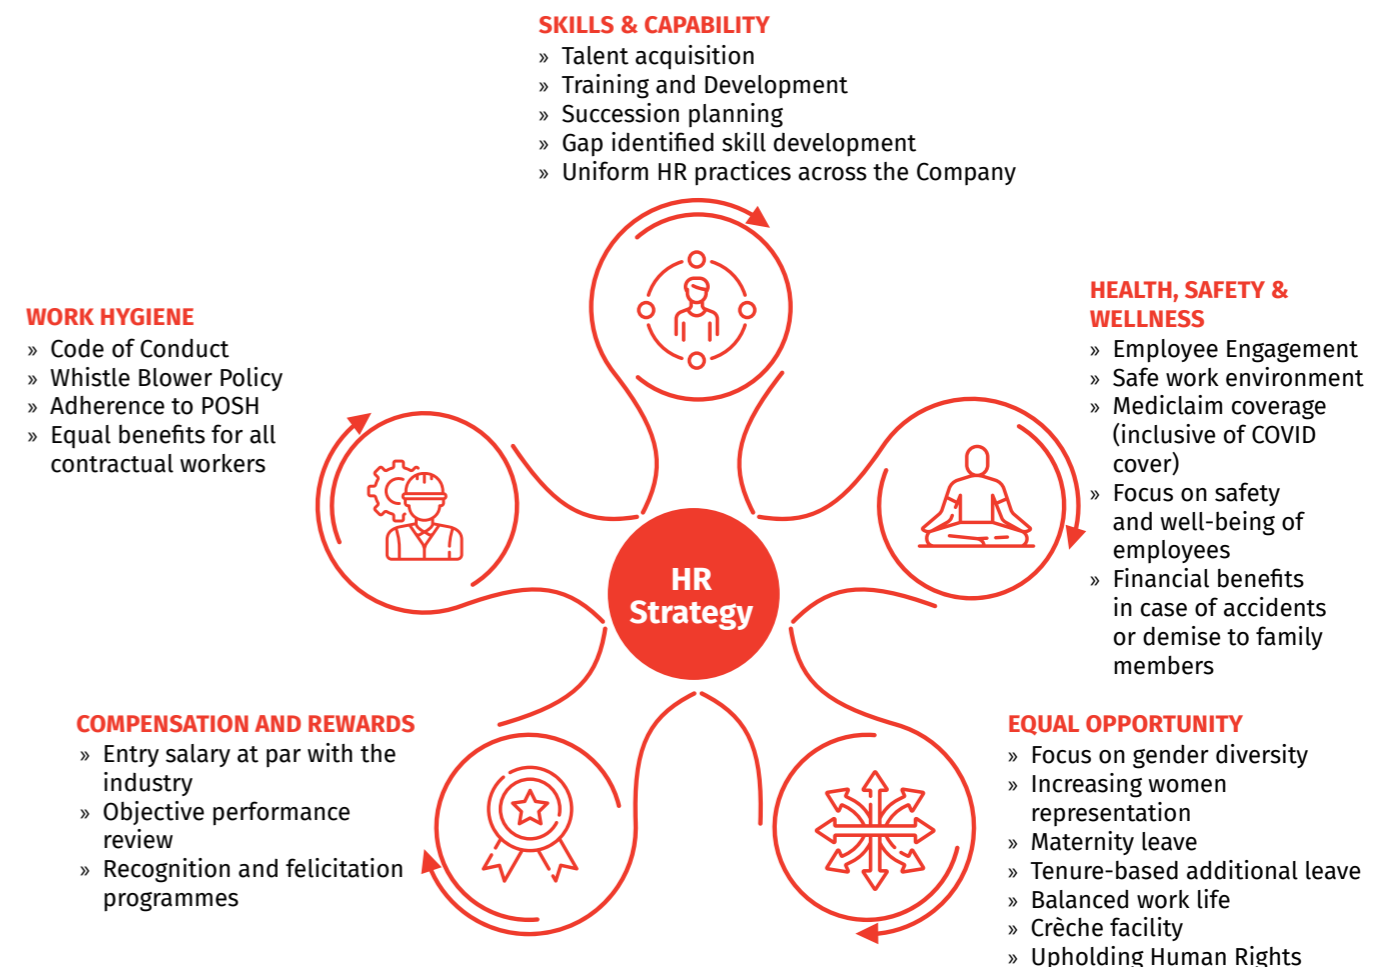 SKILLS & CAPABILITY
» Talent acquisition
» Training and Development
» Succession planning
» Gap identified skill development
» Uniform HR practices across the Company
HEALTH, SAFETY &
WELLNESS
» Employee Engagement
» Safe work environment
» Mediclaim coverage
(inclusive of COVID
cover)
» Focus on safety
and well-being of
employees
» Financial benefits
in case of accidents
or demise to family
members
WORK HYGIENE
» Code of Conduct
» Whistle Blower Policy
» Adherence to POSH
» Equal benefits for all
contractual workers
HR
Strategy
COMPENSATION AND REWARDS
» Entry salary at par with the
industry
» Objective performance
review
» Recognition and felicitation
programmes
EQUAL OPPORTUNITY
» Focus on gender diversity
» Increasing women
representation
» Maternity leave
» Tenure-based additional leave
» Balanced work life
» Crèche facility
» Upholding Human Rights